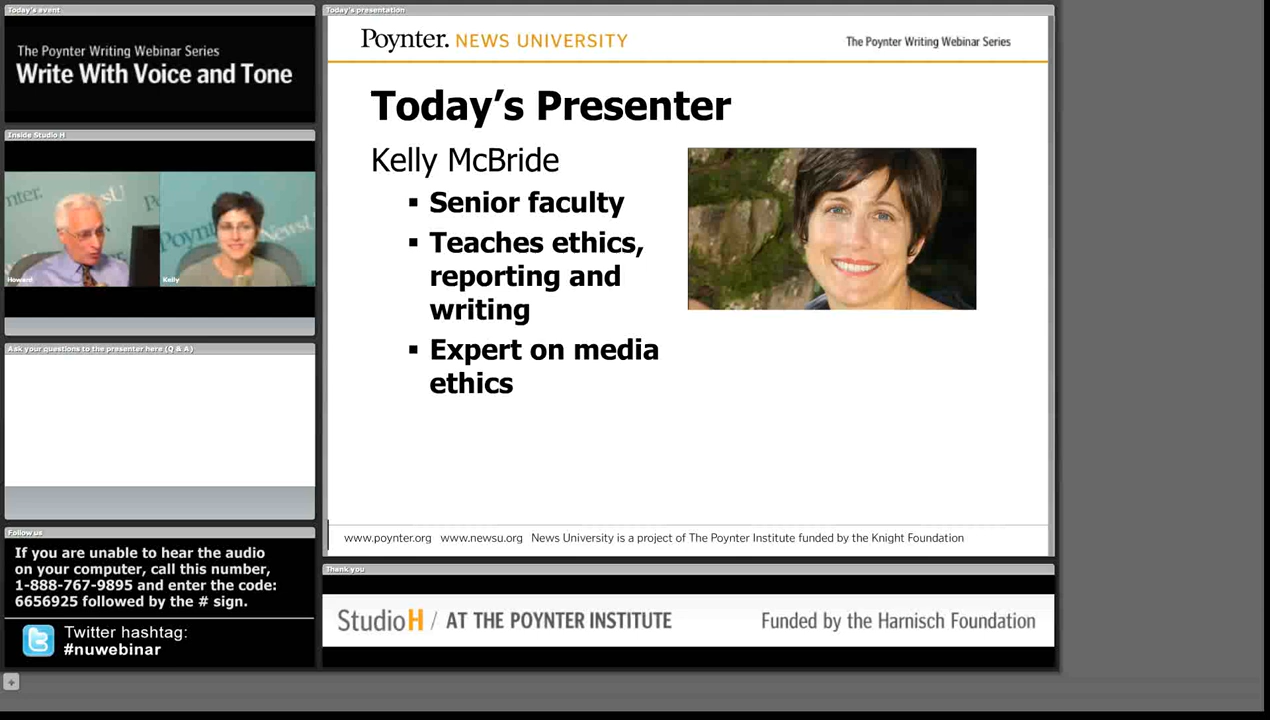 Today's event
The Poynter Writing Webinar Series
Write With Voice and Tone
Inside Studio H
Poynter.
NewsU
Howard
Kelly
Ask your questions to the presenter here (Q & A)
Follow us
If you are unable to hear the audio
on your computer, call this number,
1-888-767-9895 and enter the code:
6656925 followed by the # sign.
Twitter hashtag:
#nuwebinar
Today's presentation
Poynter. NEWS UNIVERSITY
The Poynter Writing Webinar Series
Today’s Presenter
Kelly McBride
▪ Senior faculty
▪ Teaches ethics,
reporting and
writing
▪ Expert on media
ethics
www.poynter.org www.newsu.org News University is a project of The Poynter Institute funded by the Knight Foundation
Thank you
StudioH / AT THE POYNTER INSTITUTE
Funded by the Harnisch Foundation